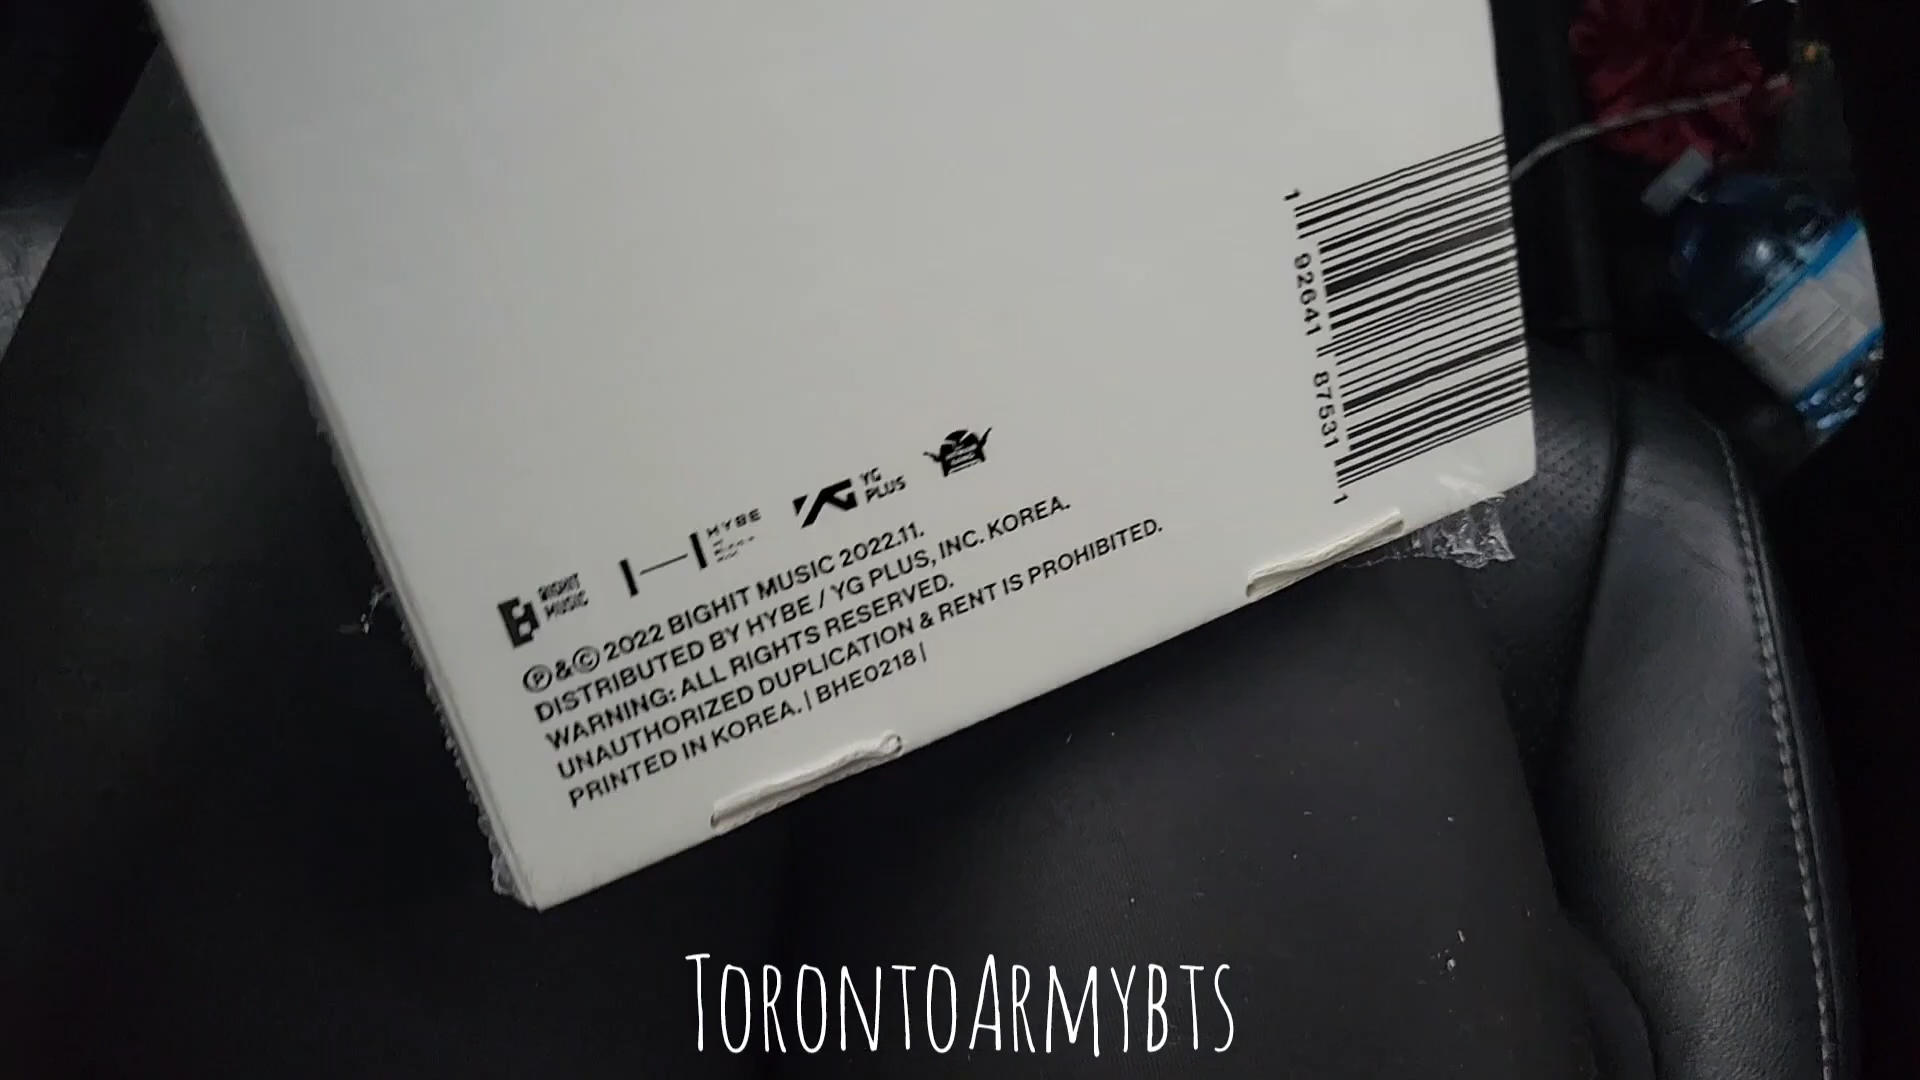 BIGHIT
MUSIC
HYBE
YG
PLUS
Ⓟ&Ⓒ 2022 BIGHIT MUSIC 2022.11.
DISTRIBUTED BY HYBE / YG PLUS, INC. KOREA.
WARNING: ALL RIGHTS RESERVED.
UNAUTHORIZED DUPLICATION & RENT IS PROHIBITED.
PRINTED IN KOREA. | BHE0218 |
1 92641 87531 1
TORONTOARMYBTS